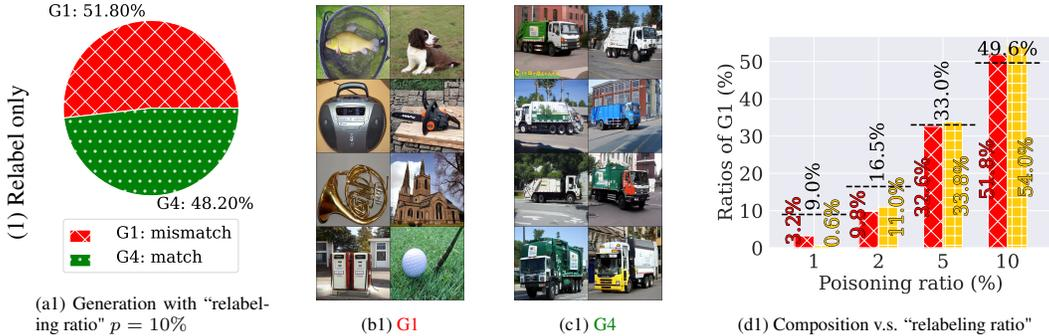 (1) Relabel only
G1: 51.80%
G4: 48.20%
G1: mismatch
G4: match
(a1) Generation with “relabel-
ing ratio" p = 10%
(b1) G1
(c1) G4
Ratios of G1 (%)
50
40
30
20
10
0
9.0%
16.5%
33.0%
49.6%
3.2%
0.6%
9.8%
11.0%
32.6%
33.8%
51.8%
54.0%
1
2
5
10
Poisoning ratio (%)
(d1) Composition v.s. “relabeling ratio"